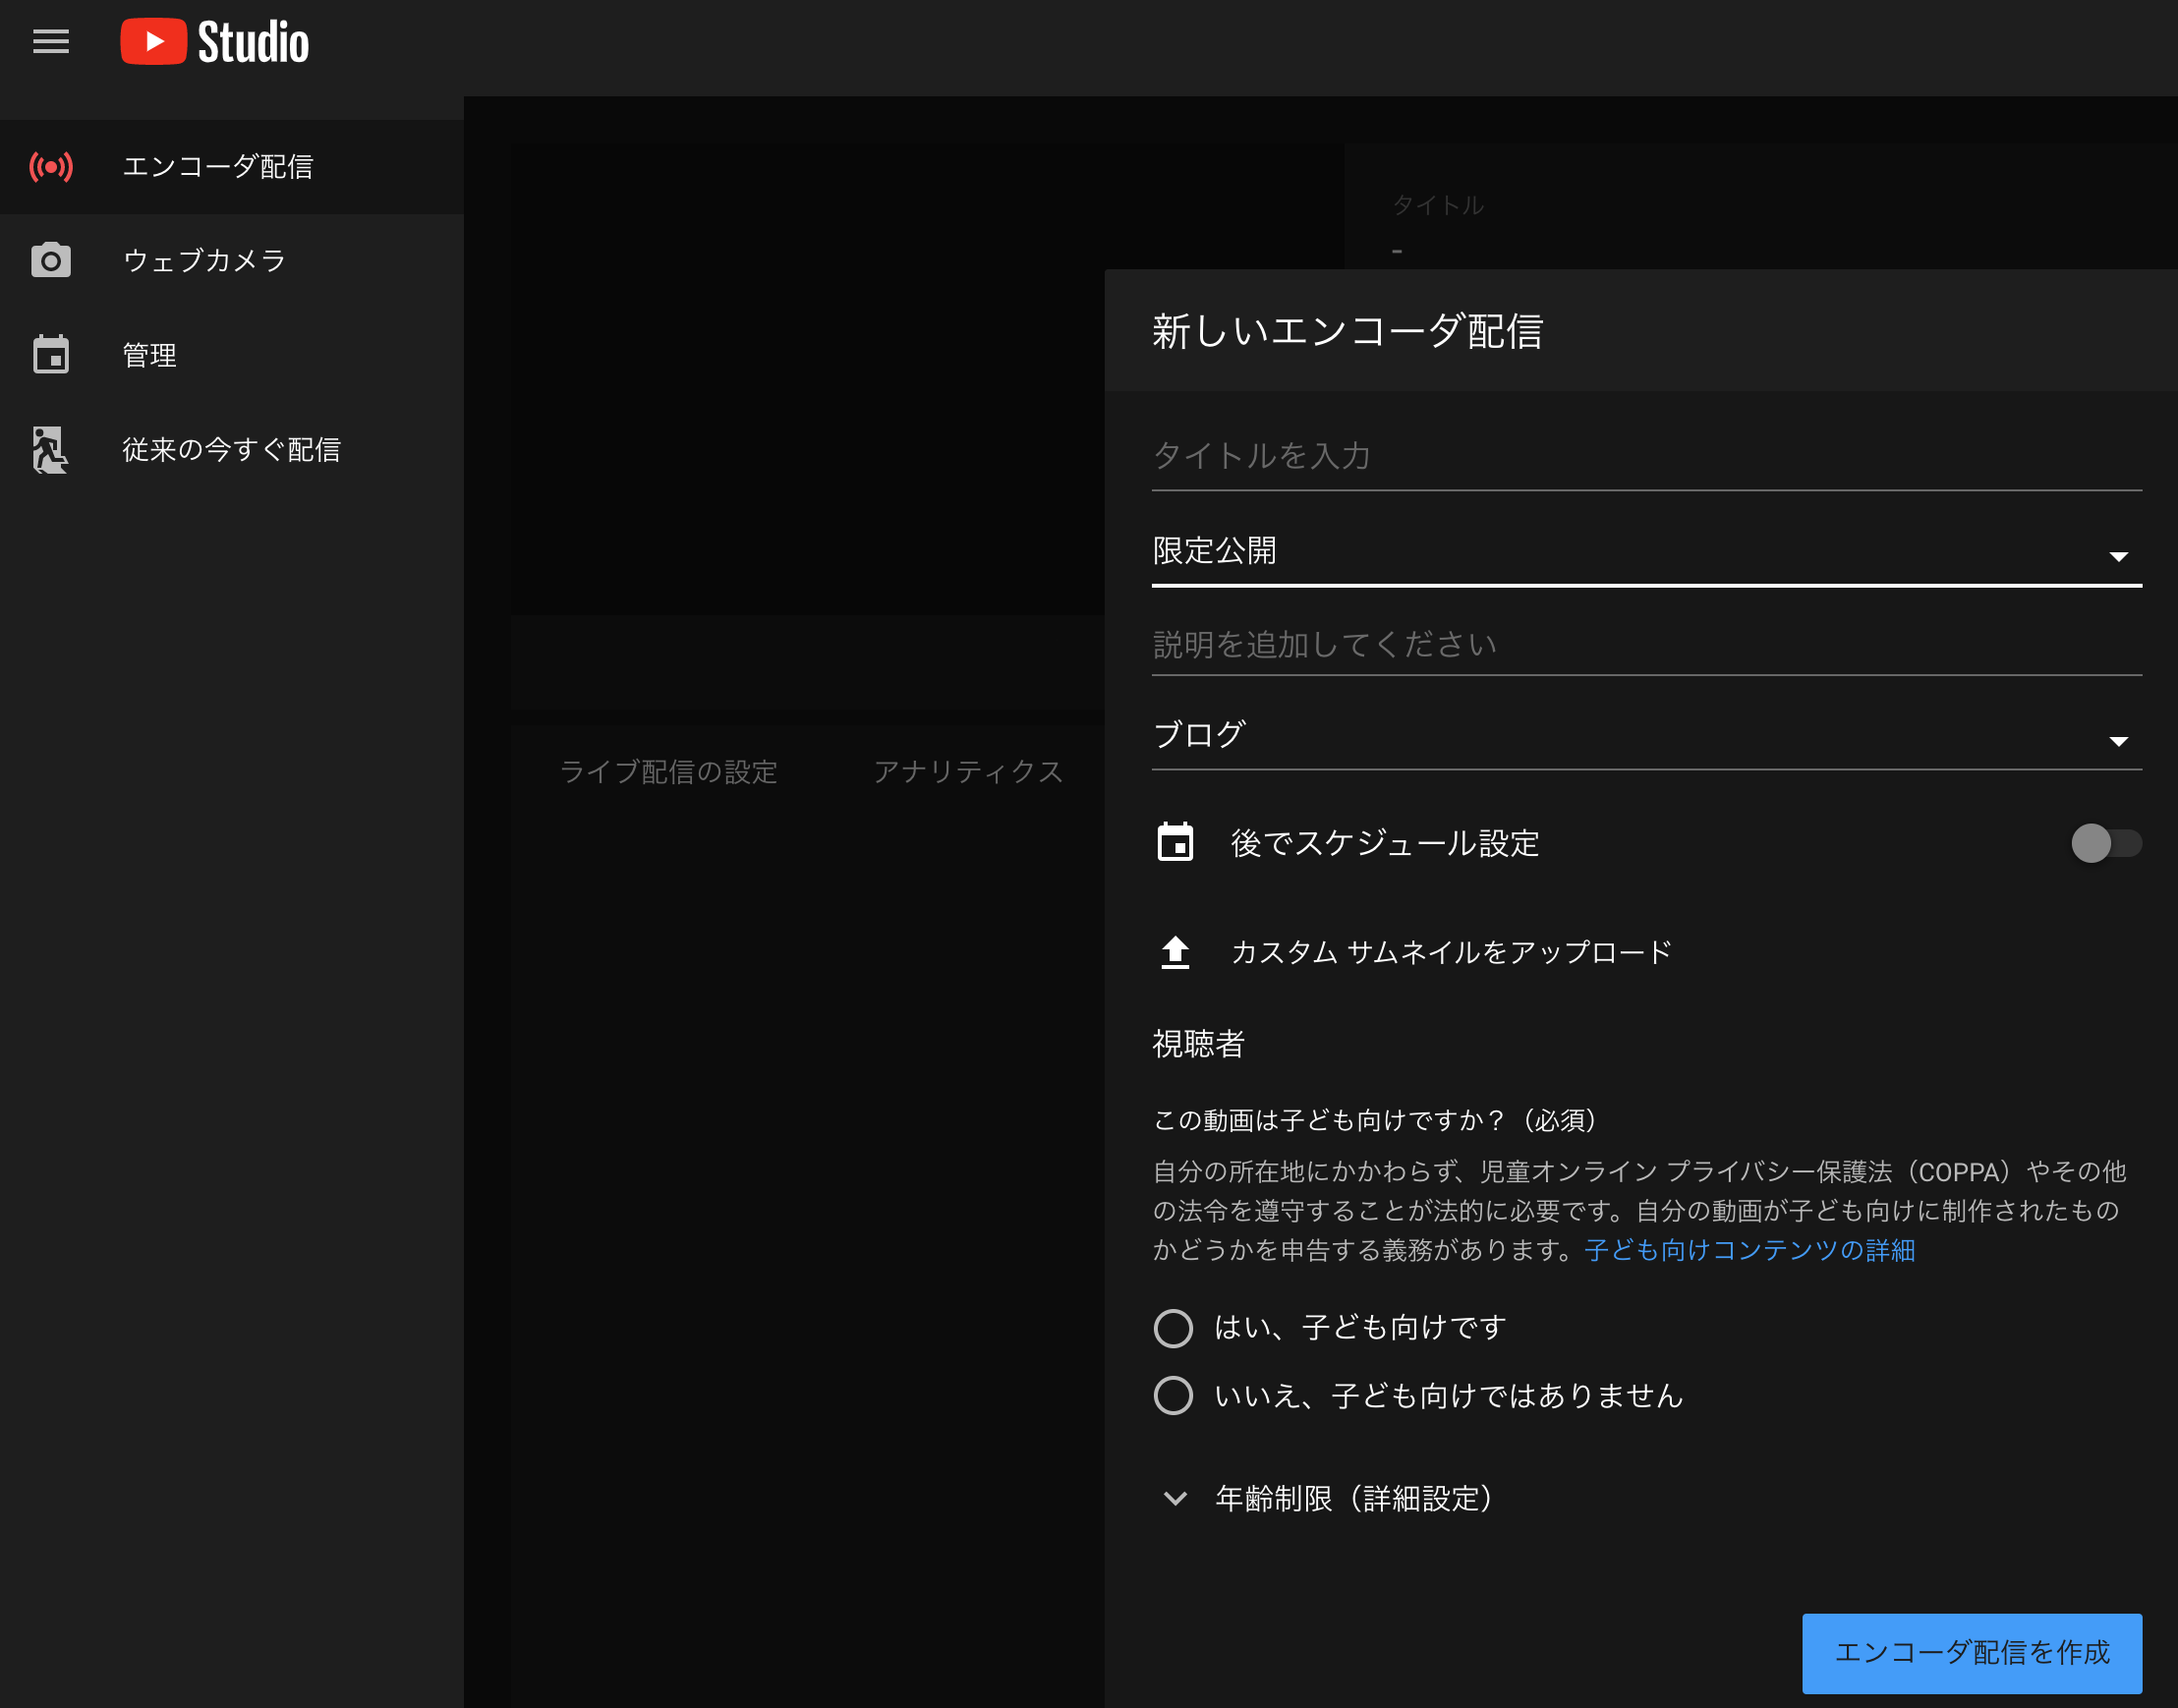 Studio
エンコーダ配信
ウェブカメラ
管理
従来の今すぐ配信
タイトル
-
ライブ配信の設定
アナリティクス
新しいエンコーダ配信
タイトルを入力
限定公開
説明を追加してください
ブログ
後でスケジュール設定
カスタム サムネイルをアップロード
視聴者
この動画は子ども向けですか？（必須）
自分の所在地にかかわらず、児童オンライン プライバシー保護法（COPPA）やその他
の法令を遵守することが法的に必要です。自分の動画が子ども向けに制作されたもの
かどうかを申告する義務があります。子ども向けコンテンツの詳細
はい、子ども向けです
いいえ、子ども向けではありません
年齢制限（詳細設定）
エンコーダ配信を作成